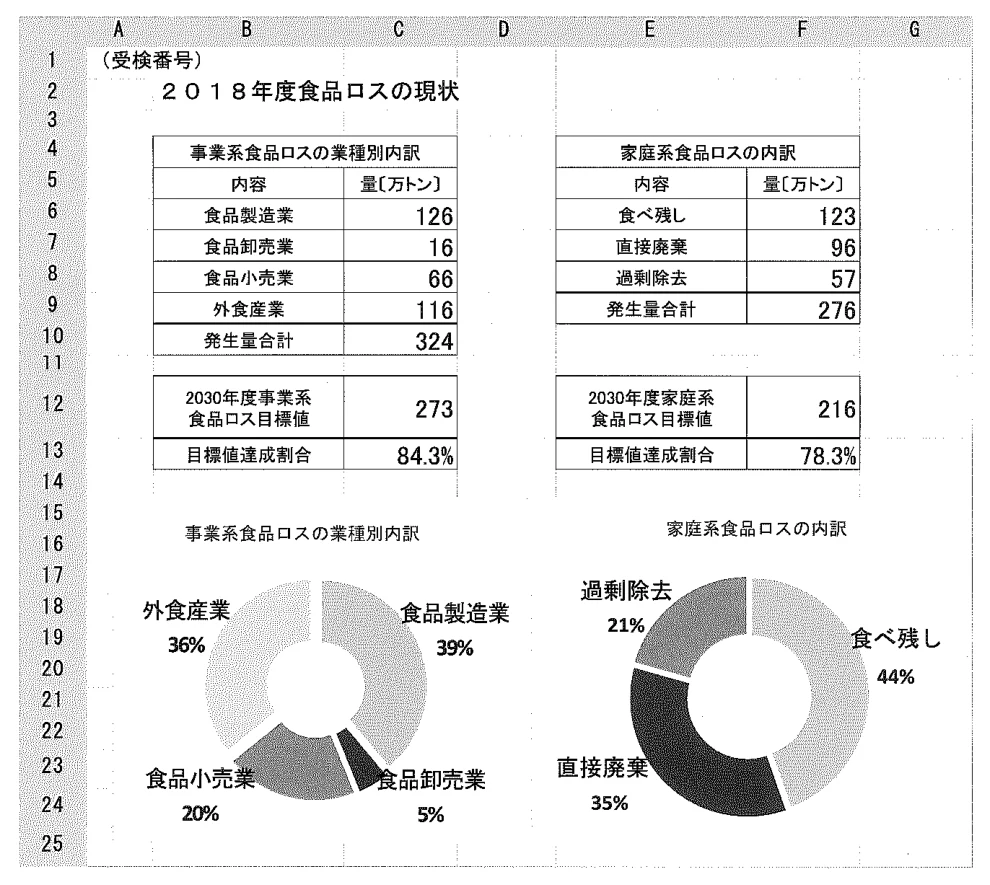 A B C D E F G
1 (受検番号)
2 2018年度食品ロスの現状
3
4 事業系食品ロスの業種別内訳 家庭系食品ロスの内訳
5 内容 量〔万トン〕 内容 量〔万トン〕
6 食品製造業 126 食べ残し 123
7 食品卸売業 16 直接廃棄 96
8 食品小売業 66 過剰除去 57
9 外食産業 116 発生量合計 276
10 発生量合計 324
11
12 2030年度事業系 273 2030年度家庭系 216
食品ロス目標値 食品ロス目標値
13 目標値達成割合 84.3% 目標値達成割合 78.3%
14
15
16
17
18
19
20
21
22
23
24
25
事業系食品ロスの業種別内訳
外食産業
36%
食品製造業
39%
食品小売業
20%
食品卸売業
5%
家庭系食品ロスの内訳
過剰除去
21%
食べ残し
44%
直接廃棄
35%